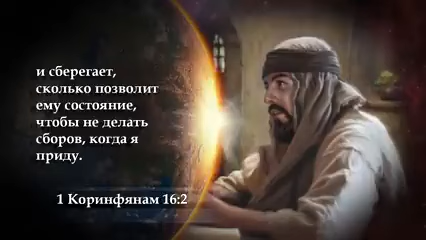 и сберегает,
сколько позволит
ему состояние,
чтобы не делать
сборов, когда я
приду.
1 Коринфянам 16:2